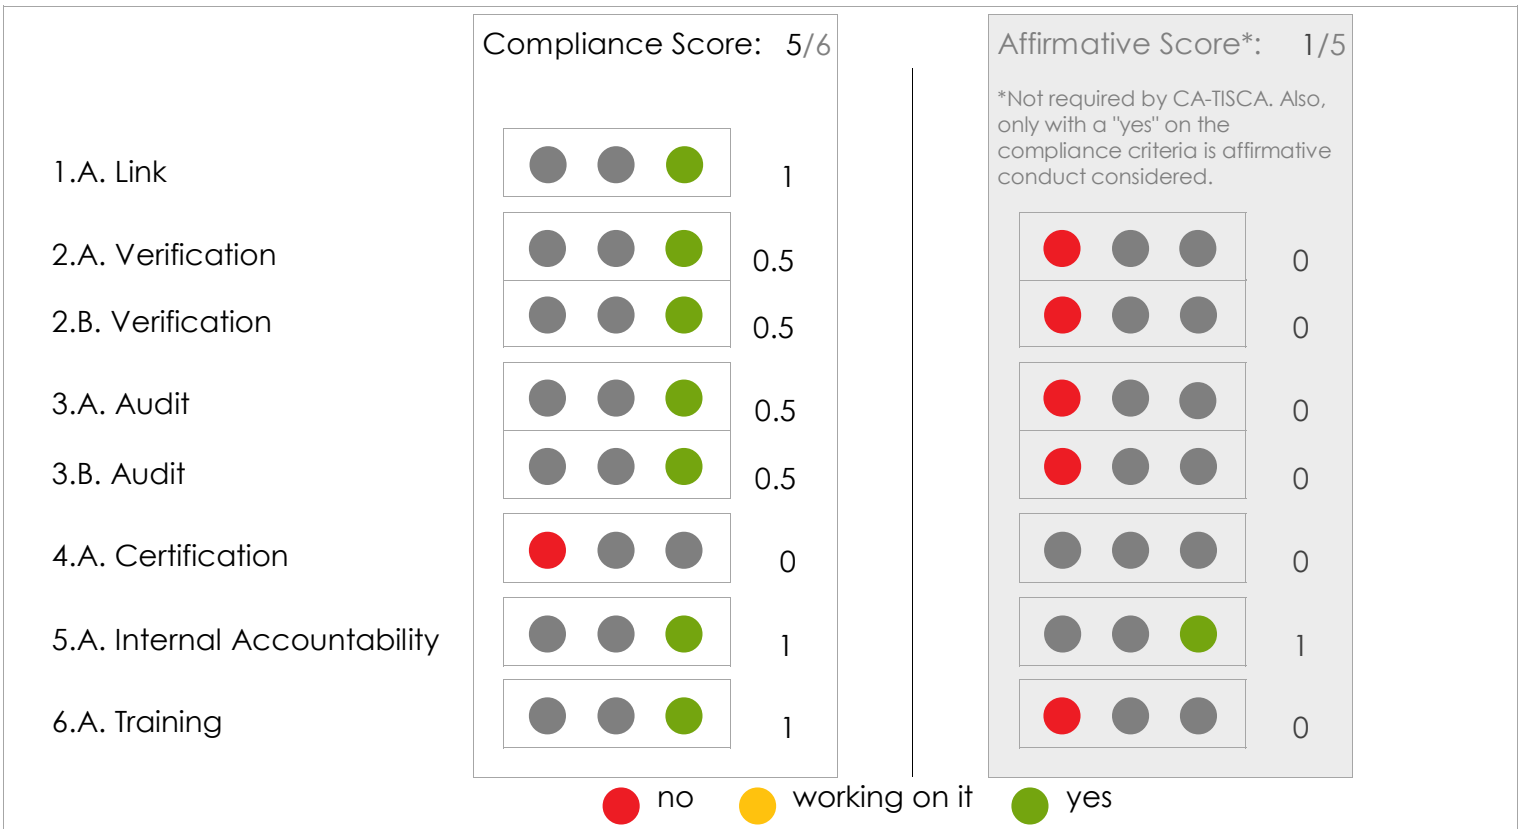 Compliance Score: 5/6
Affirmative Score*: 1/5
*Not required by CA-TISCA. Also,
only with a "yes" on the
compliance criteria is affirmative
conduct considered.
1.A. Link 1
2.A. Verification 0.5 0
2.B. Verification 0.5 0
3.A. Audit 0.5 0
3.B. Audit 0.5 0
4.A. Certification 0 0
5.A. Internal Accountability 1 1
6.A. Training 1 0
no working on it yes